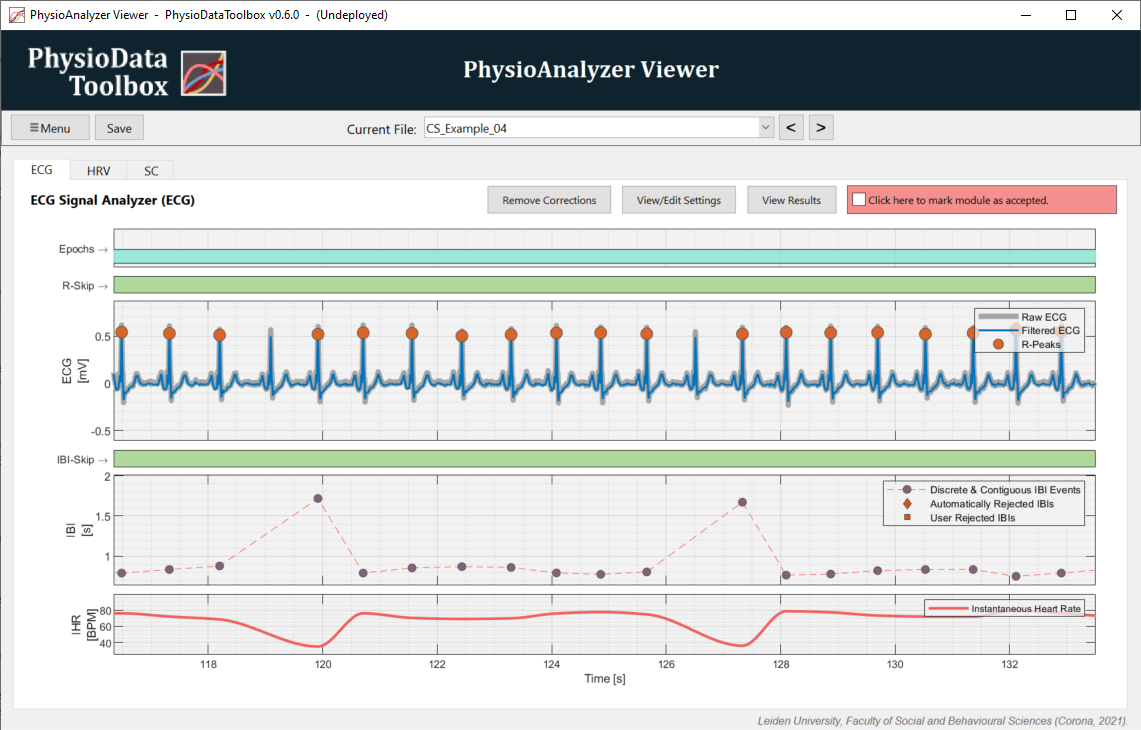 PhysioAnalyzer Viewer - PhysioDataToolbox v0.6.0 - (Undeployed)
PhysioData
Toolbox
PhysioAnalyzer Viewer
☰Menu
Save
Current File:
CS_Example_04
<
>
ECG
HRV
SC
ECG Signal Analyzer (ECG)
Remove Corrections
View/Edit Settings
View Results
Click here to mark module as accepted.
Epochs →
R-Skip →
ECG
[mV]
0.5
0
-0.5
Raw ECG
Filtered ECG
R-Peaks
IBI-Skip →
IBI
[s]
2
1.5
1
Discrete & Contiguous IBI Events
Automatically Rejected IBIs
User Rejected IBIs
IHR
[BPM]
80
60
40
Instantaneous Heart Rate
118
120
122
124
126
128
130
132
Time [s]
Leiden University, Faculty of Social and Behavioural Sciences (Corona, 2021).